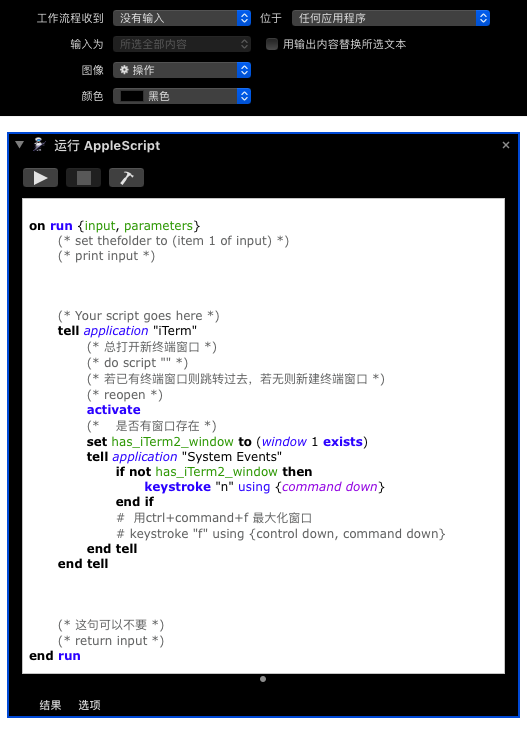 工作流程收到 没有输入 位于 任何应用程序
输入为 所选全部内容 用输出内容替换所选文本
图像 操作
颜色 黑色
运行 AppleScript
on run {input, parameters}
(* set thefolder to (item 1 of input) *)
(* print input *)
(* Your script goes here *)
tell application "iTerm"
(* 总打开新终端窗口 *)
(* do script "" *)
(* 若已有终端窗口则跳转过去，若无则新建终端窗口 *)
(* reopen *)
activate
(* 是否有窗口存在 *)
set has_iTerm2_window to (window 1 exists)
tell application "System Events"
if not has_iTerm2_window then
keystroke "n" using {command down}
end if
# 用ctrl+command+f 最大化窗口
# keystroke "f" using {control down, command down}
end tell
end tell
(* 这句可以不要 *)
(* return input *)
end run
结果 选项